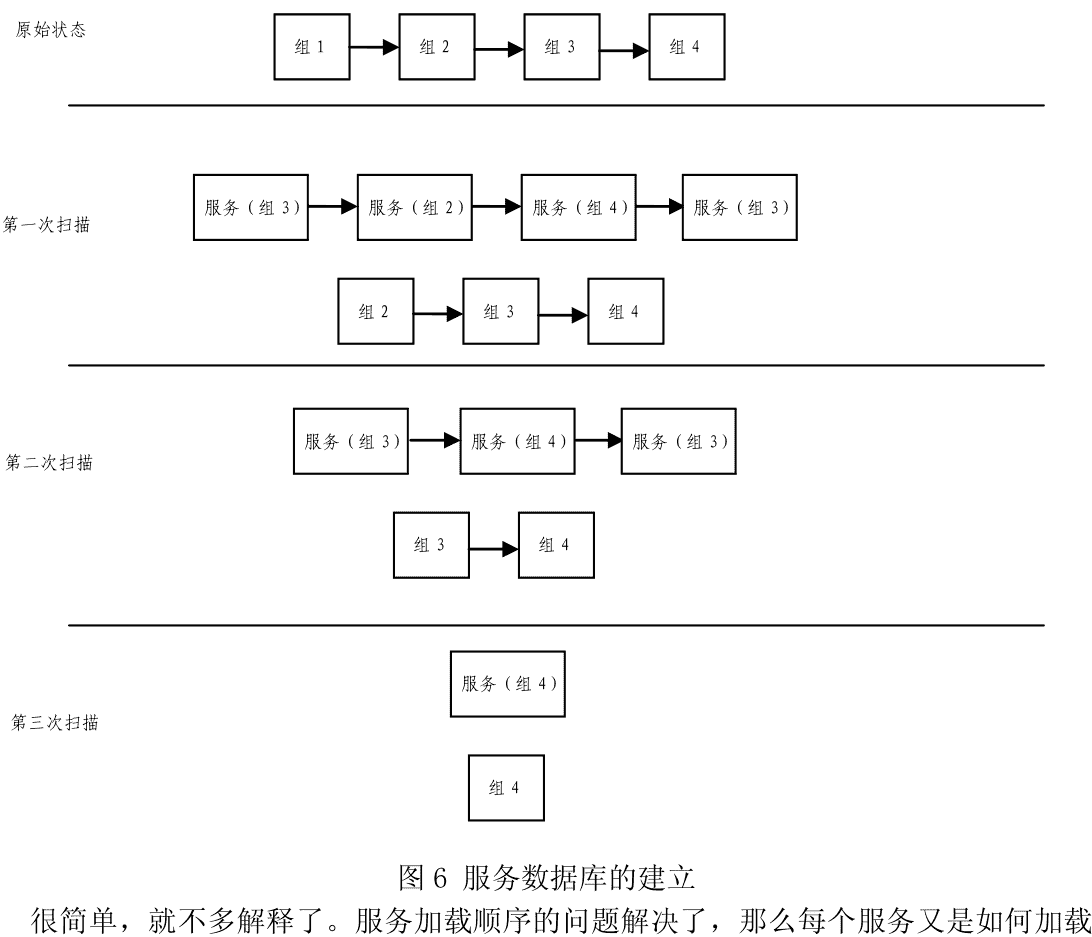 原始状态
组 1 组 2 组 3 组 4
服务（组 3） 服务（组 2） 服务（组 4） 服务（组 3）
第一次扫描
组 2 组 3 组 4
服务（组 3） 服务（组 4） 服务（组 3）
第二次扫描
组 3 组 4
服务（组 4）
第三次扫描
组 4
图 6 服务数据库的建立
很简单，就不多解释了。服务加载顺序的问题解决了，那么每个服务又是如何加载